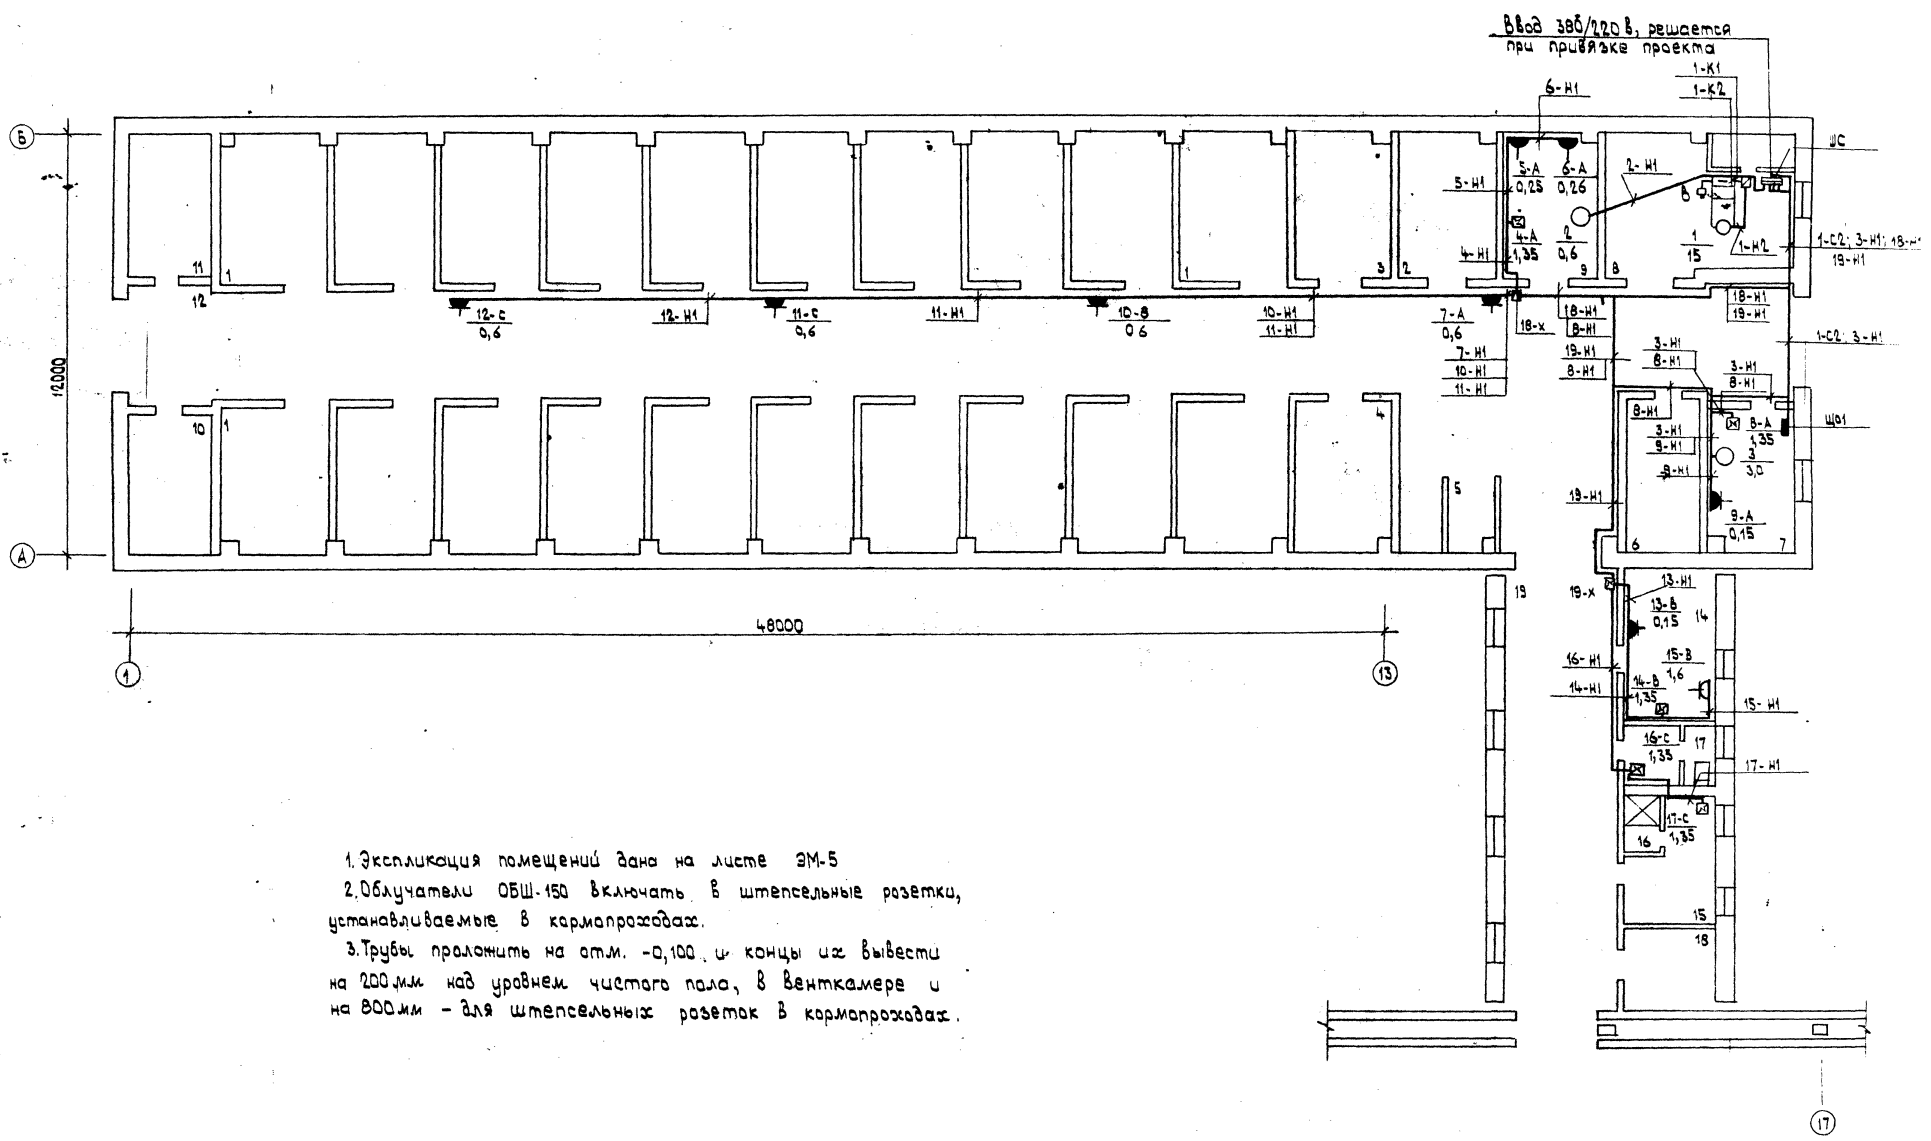 Ввод 380/220 в, решается
при привязке проекта
1-К1
1-К2
6-Н1
ШС
Б
5-А
0,25
6-А
0,26
2-Н1
5-Н1
В
4-А
1,35
2
0,6
1
15
1-Н2
1-С2; 3-Н1; 18-Н1
19-Н1
4-Н1
11
12
1
1
3
2
9
8
12-С
0,6
12-Н1
11-С
0,6
11-Н1
10-В
0 6
10-Н1
11-Н1
7-А
0,6
18-х
18-Н1
8-Н1
18-Н1
19-Н1
7-Н1
10-Н1
11-Н1
19-Н1
8-Н1
3-Н1
8-Н1
3-Н1
8-Н1
1-С2; 3-Н1
12000
10
1
4
8-Н1
3-Н1
9-Н1
9-Н1
8-А
1,35
3
3,0
ЩО1
5
19-Н1
9-А
0,15
А
6
7
19
19-х
13-Н1
13-В
0,15
14
48000
1
13
16-Н1
14-Н1
15-В
1,6
14-В
1,35
15-Н1
16-С
1,35
17
17-Н1
17-С
1,35
16
15
18
1. Экспликация помещений дана на листе ЭМ-5
2. Облучатели ОБШ-150 включать в штепсельные розетки,
устанавливаемые в кормопроходах.
3. Трубы проложить на отм. -0,100 и концы их вывести
на 200 мм над уровнем чистого пола, в венткамере и
на 800 мм - для штепсельных розеток в кормопроходах.
17